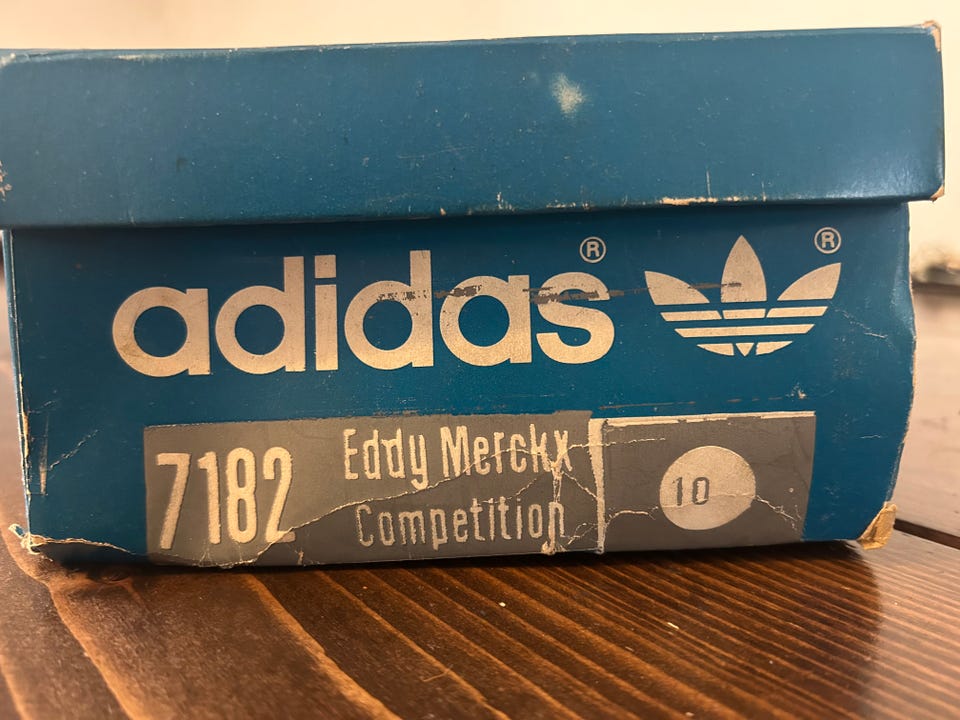 adidas® ®
7182 Eddy Merckx 10
Competition